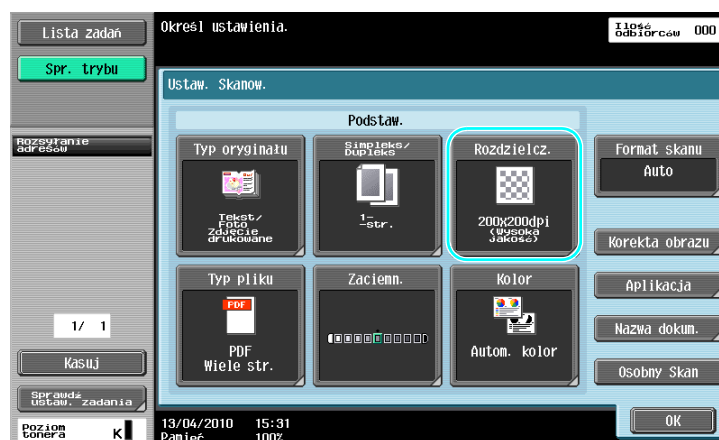 Lista zadań
Określ ustawienia.
Ilość
odbiorców 000
Spr. trybu
Ustaw. Skanow.
Podstaw.
Rozsyłanie
adresów
Typ oryginału
Simpleks/
Dupleks
Rozdzielcz.
Format skanu
Auto
Tekst/
Foto
Zdjęcie
drukowane
1-
-str.
200X200dpi
(Wysoka
jakość)
Korekta obrazu
Typ pliku
Zaciemn.
Kolor
Aplikacja
PDF
1/ 1
PDF
Wiele str.
Autom. kolor
Nazwa dokum.
Kasuj
Osobny Skan
Sprawdź
ustaw. zadania
OK
Poziom
tonera K
13/04/2010 15:31
Pamięć 100%